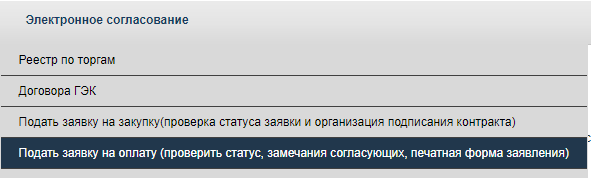 Электронное согласование
Реестр по торгам
Договора ГЭК
Подать заявку на закупку(проверка статуса заявки и организация подписания контракта)
Подать заявку на оплату (проверить статус, замечания согласующих, печатная форма заявления)